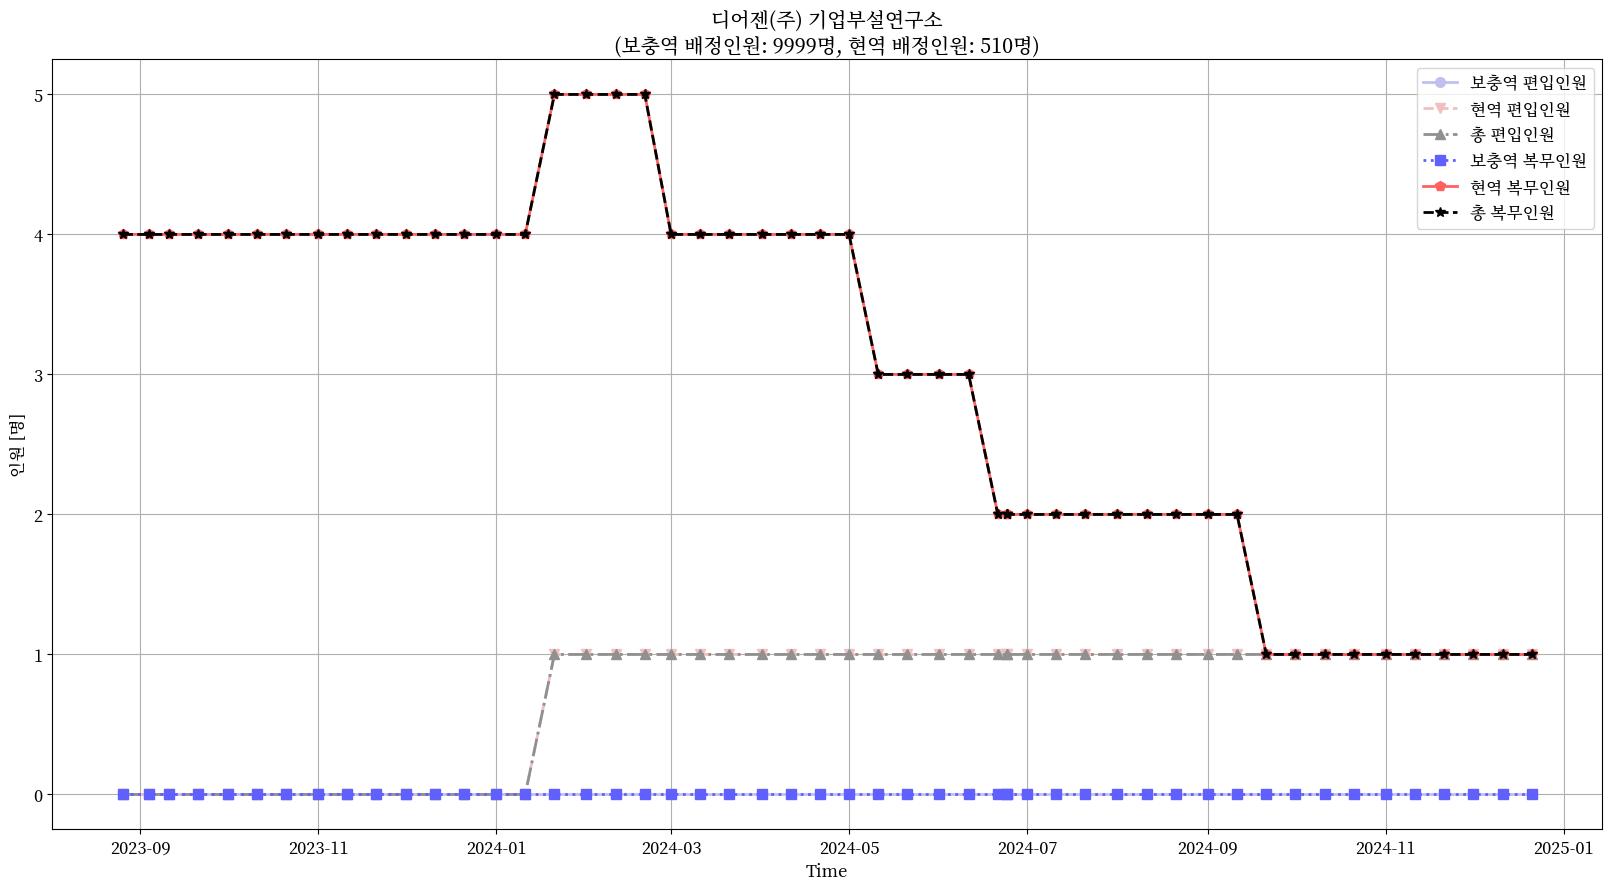 디어젠(주) 기업부설연구소
(보충역 배정인원: 9999명, 현역 배정인원: 510명)
보충역 편입인원
현역 편입인원
총 편입인원
보충역 복무인원
현역 복무인원
총 복무인원
인원 [명]
5
4
3
2
1
0
2023-09
2023-11
2024-01
2024-03
2024-05
2024-07
2024-09
2024-11
2025-01
Time